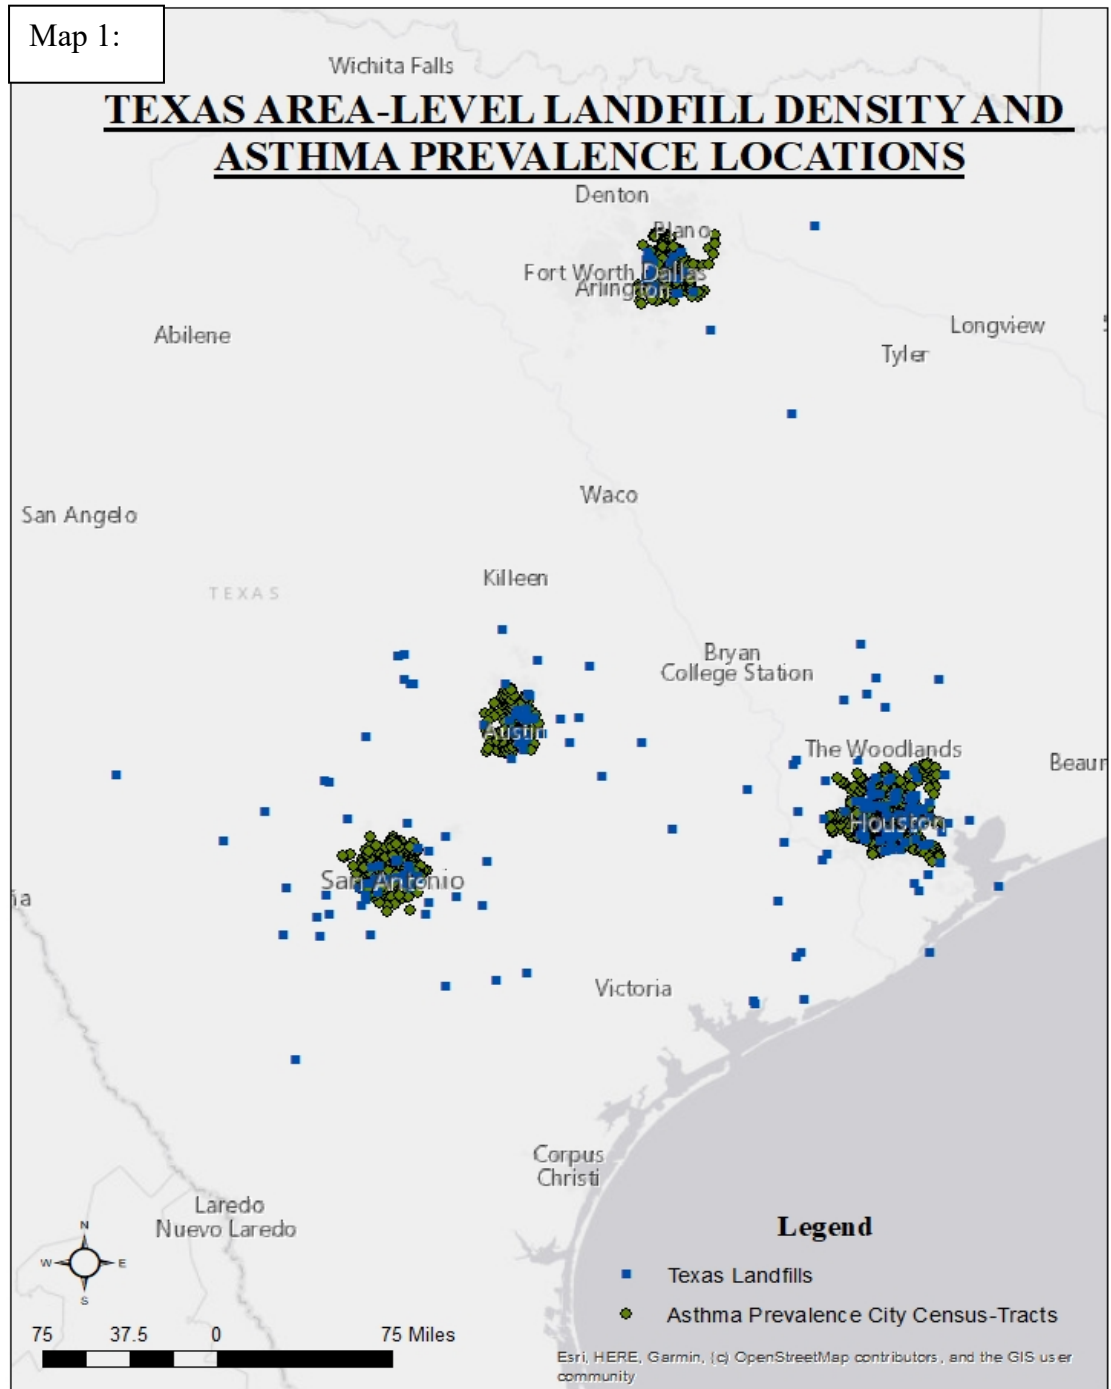 Map 1:
Wichita Falls
TEXAS AREA-LEVEL LANDFILL DENSITY AND
ASTHMA PREVALENCE LOCATIONS
Denton
Plano
Fort Worth Dallas
Arlington
Longview
Abilene
Tyler
Waco
San Angelo
Killeen
TEXAS
Bryan
College Station
Austin
The Woodlands
Houston
San Antonio
Victoria
Corpus
Christi
Laredo
Nuevo Laredo
N
W E
S
Legend
Texas Landfills
Asthma Prevalence City Census-Tracts
75 37.5 0 75 Miles
Esri, HERE, Garmin, (c) OpenStreetMap contributors, and the GIS user
community